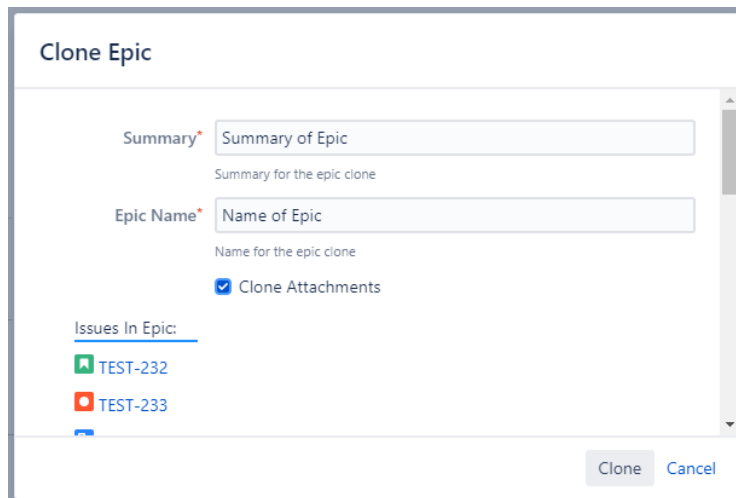 Clone Epic
Summary* Summary of Epic
Summary for the epic clone
Epic Name* Name of Epic
Name for the epic clone
Clone Attachments
Issues In Epic:
TEST-232
TEST-233
Clone Cancel